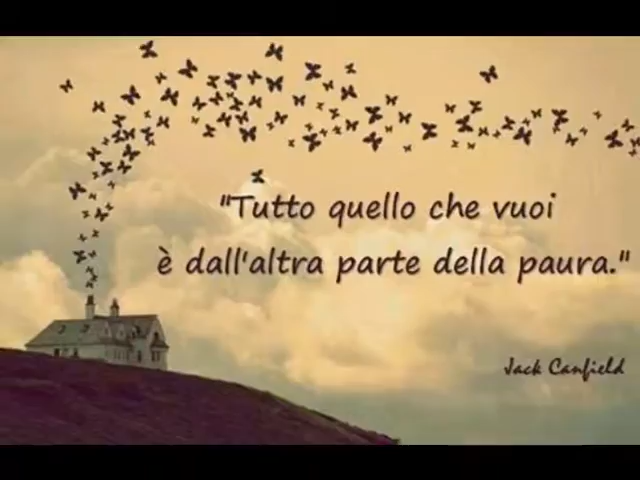 "Tutto quello che vuoi
è dall'altra parte della paura."
Jack Canfield